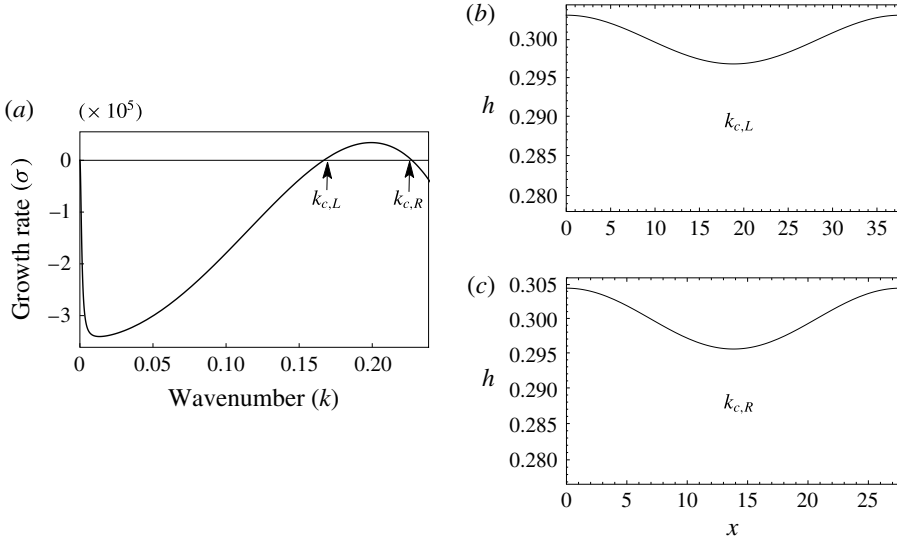 (a)
(× 10⁵)
Growth rate (σ)
0
−1
−2
−3
k_{c,L}
k_{c,R}
0
0.05
0.10
0.15
0.20
Wavenumber (k)
(b)
h
0.300
0.295
0.290
0.285
0.280
k_{c,L}
0
5
10
15
20
25
30
35
(c)
h
0.305
0.300
0.295
0.290
0.285
0.280
k_{c,R}
0
5
10
15
20
25
x